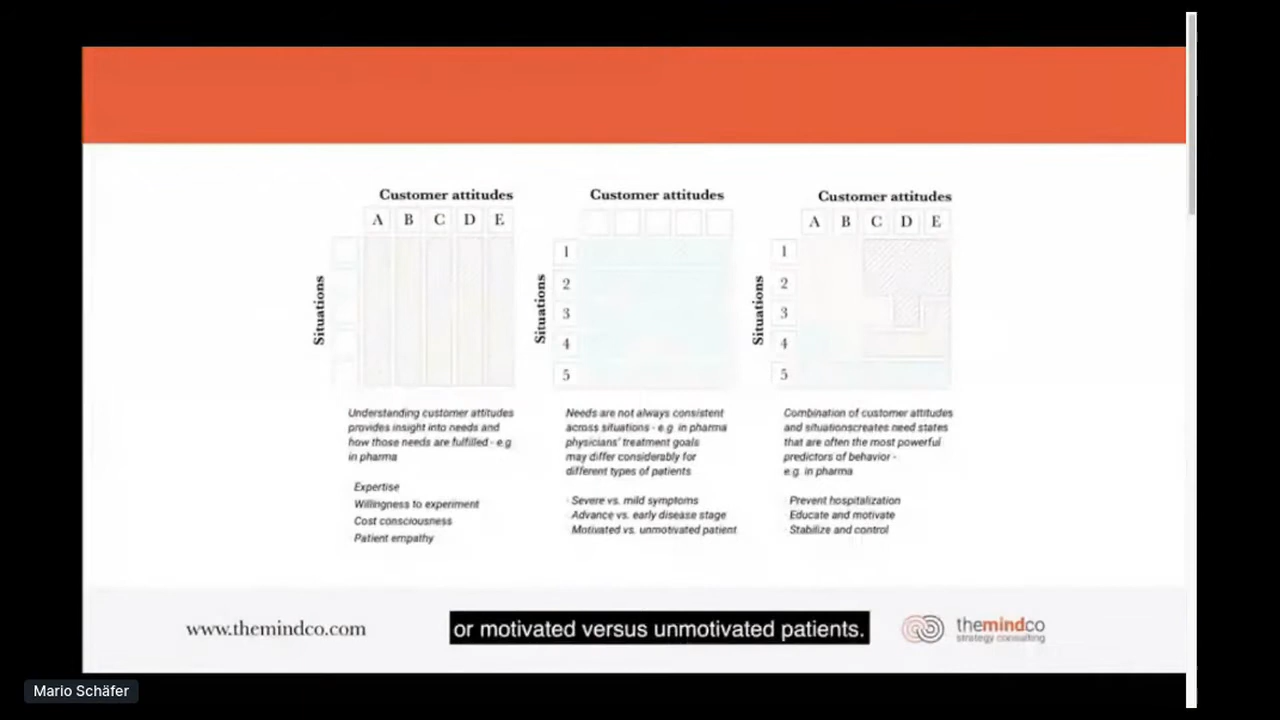 Customer attitudes
A B C D E
Situations
Understanding customer attitudes
provides insight into needs and
how those needs are fulfilled - e.g
in pharma
Expertise
Willingness to experiment
Cost consciousness
Patient empathy
Customer attitudes
Situations
1
2
3
4
5
Needs are not always consistent
across situations - e.g in pharma
physicians' treatment goals
may differ considerably for
different types of patients
Severe vs. mild symptoms
Advance vs. early disease stage
Motivated vs. unmotivated patient
Customer attitudes
A B C D E
Situations
1
2
3
4
5
Combination of customer attitudes
and situationscreates need states
that are often the most powerful
predictors of behavior -
e.g. in pharma
Prevent hospitalization
Educate and motivate
Stabilize and control
www.themindco.com
or motivated versus unmotivated patients.
themindco
strategy consulting
Mario Schäfer